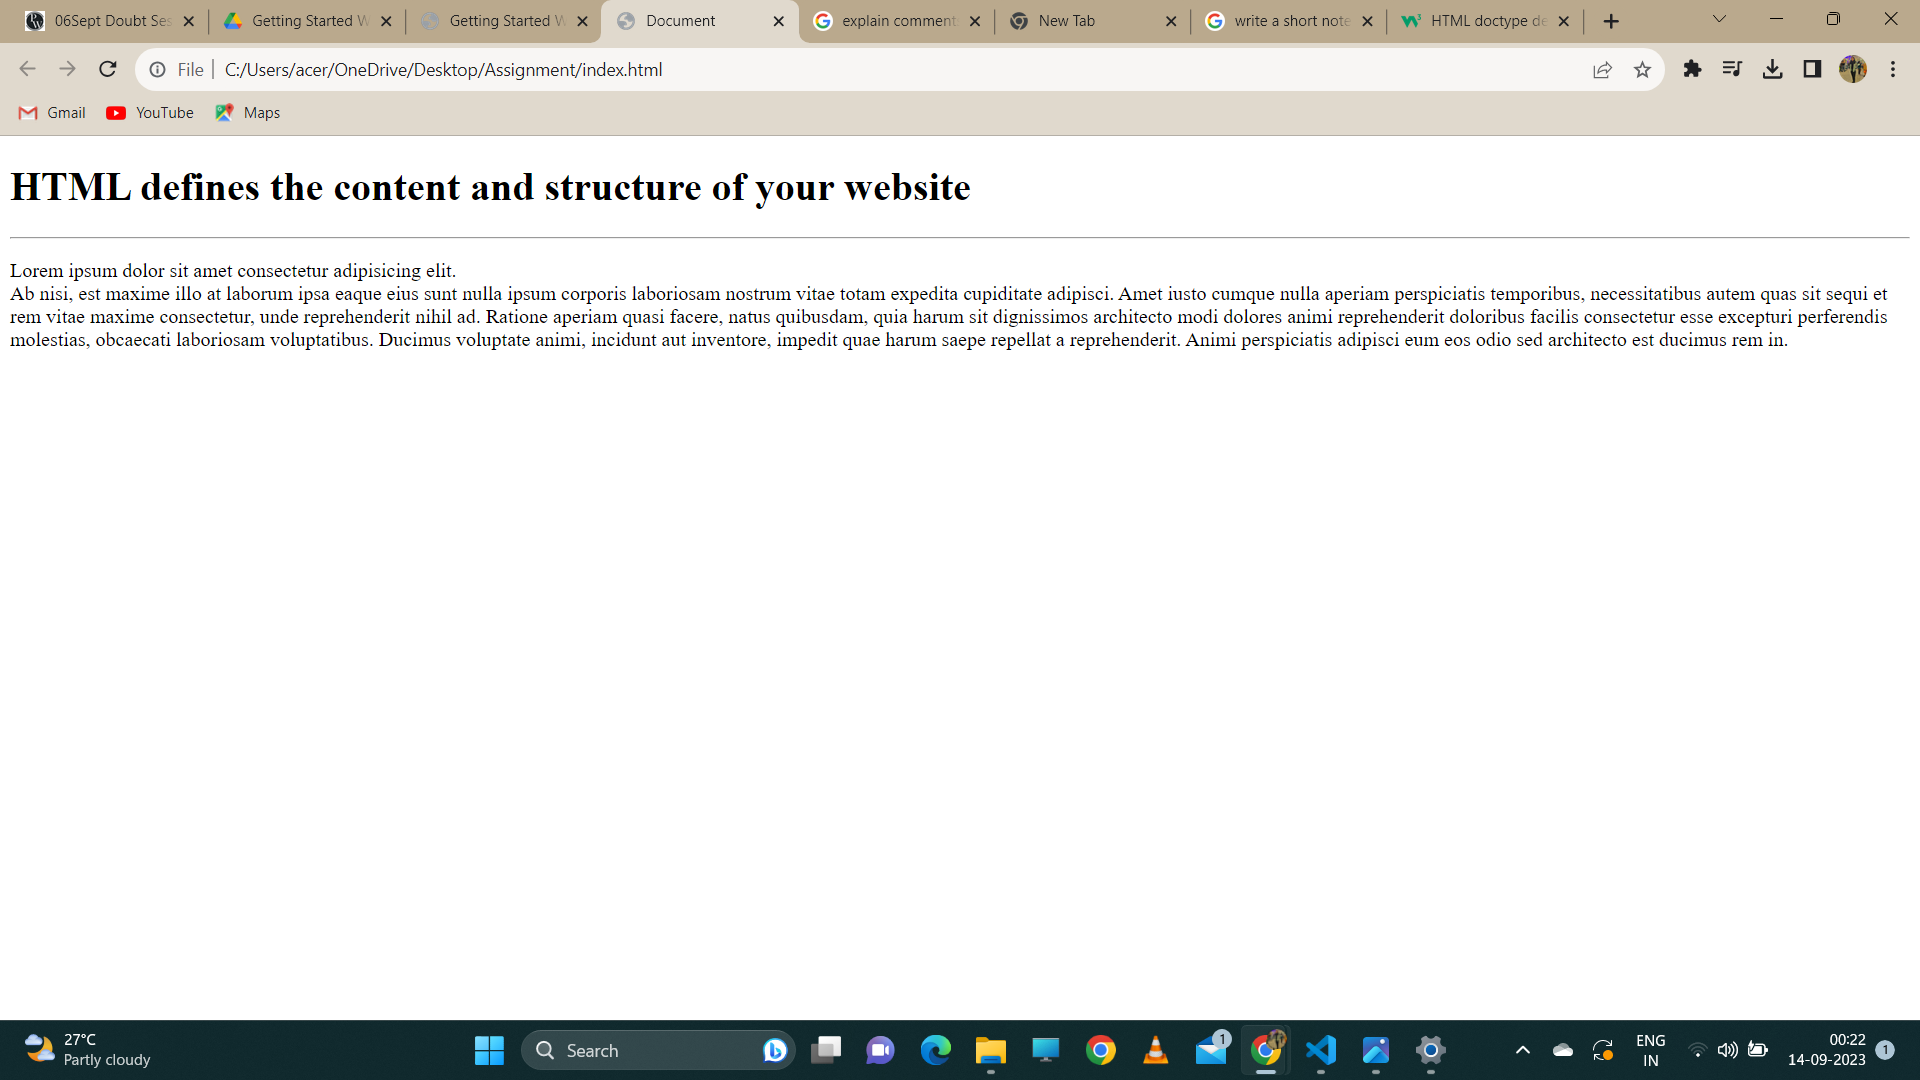 06Sept Doubt Ses
Getting Started W
Getting Started W
Document
explain comment
New Tab
write a short note
HTML doctype de
File
C:/Users/acer/OneDrive/Desktop/Assignment/index.html
Gmail
YouTube
Maps
HTML defines the content and structure of your website
Lorem ipsum dolor sit amet consectetur adipisicing elit.
Ab nisi, est maxime illo at laborum ipsa eaque eius sunt nulla ipsum corporis laboriosam nostrum vitae totam expedita cupiditate adipisci. Amet iusto cumque nulla aperiam perspiciatis temporibus, necessitatibus autem quas sit sequi et
rem vitae maxime consectetur, unde reprehenderit nihil ad. Ratione aperiam quasi facere, natus quibusdam, quia harum sit dignissimos architecto modi dolores animi reprehenderit doloribus facilis consectetur esse excepturi perferendis
molestias, obcaecati laboriosam voluptatibus. Ducimus voluptate animi, incidunt aut inventore, impedit quae harum saepe repellat a reprehenderit. Animi perspiciatis adipisci eum eos odio sed architecto est ducimus rem in.
27°C
Partly cloudy
Search
1
ENG
IN
00:22
14-09-2023
1